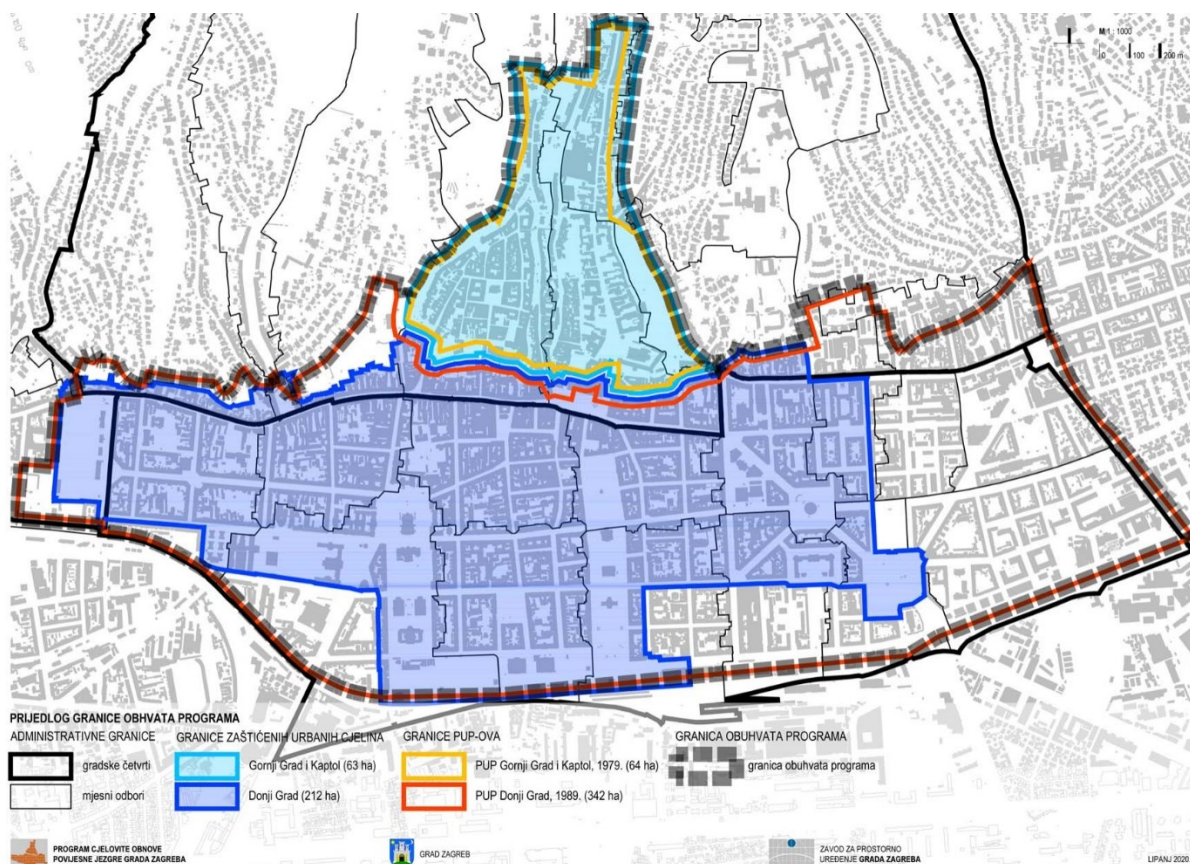 M 1 : 1000
0 100 200 m
PRIJEDLOG GRANICE OBHVATA PROGRAMA
ADMINISTRATIVNE GRANICE
gradske četvrti
mjesni odbori
GRANICE ZAŠTIĆENIH URBANIH CJELINA
Gornji Grad i Kaptol (63 ha)
Donji Grad (212 ha)
GRANICE PUP-OVA
PUP Gornji Grad i Kaptol, 1979. (64 ha)
PUP Donji Grad, 1989. (342 ha)
GRANICA OBUHVATA PROGRAMA
granica obuhvata programa
PROGRAM CJELOVITE OBNOVE
POVIJESNE JEZGRE GRADA ZAGREBA
GRAD ZAGREB
ZAVOD ZA PROSTORNO
UREĐENJE GRADA ZAGREBA
LIPANJ 2020